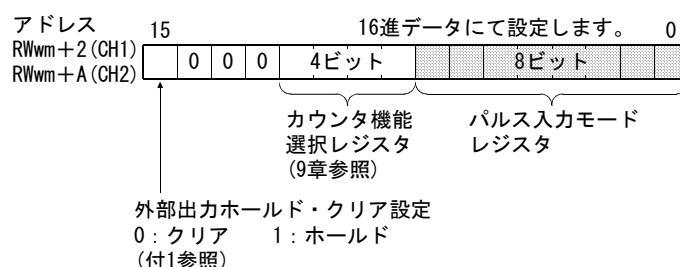 アドレス
15
16進データにて設定します。
0
RWwm+2(CH1)
RWwm+A(CH2)
0 0 0 4ビット 8ビット
カウンタ機能
選択レジスタ
(9章参照)
パルス入力モード
レジスタ
外部出力ホールド・クリア設定
0：クリア 1：ホールド
(付1参照)